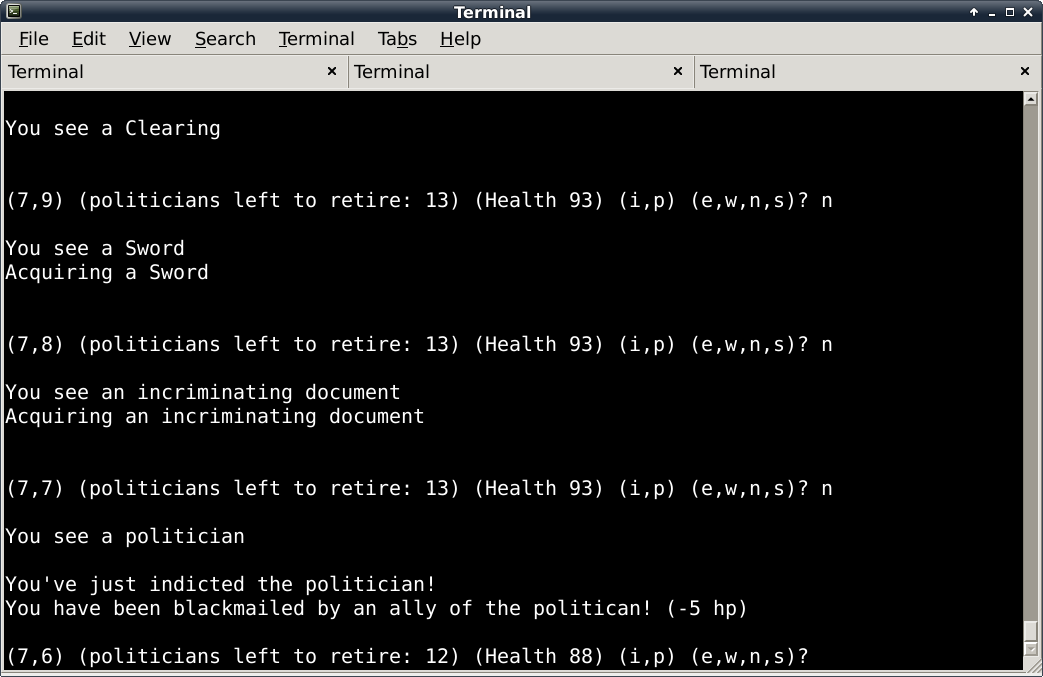 Terminal
File Edit View Search Terminal Tabs Help
Terminal Terminal Terminal
You see a Clearing
(7,9) (politicians left to retire: 13) (Health 93) (i,p) (e,w,n,s)? n
You see a Sword
Acquiring a Sword
(7,8) (politicians left to retire: 13) (Health 93) (i,p) (e,w,n,s)? n
You see an incriminating document
Acquiring an incriminating document
(7,7) (politicians left to retire: 13) (Health 93) (i,p) (e,w,n,s)? n
You see a politician
You've just indicted the politician!
You have been blackmailed by an ally of the politican! (-5 hp)
(7,6) (politicians left to retire: 12) (Health 88) (i,p) (e,w,n,s)?